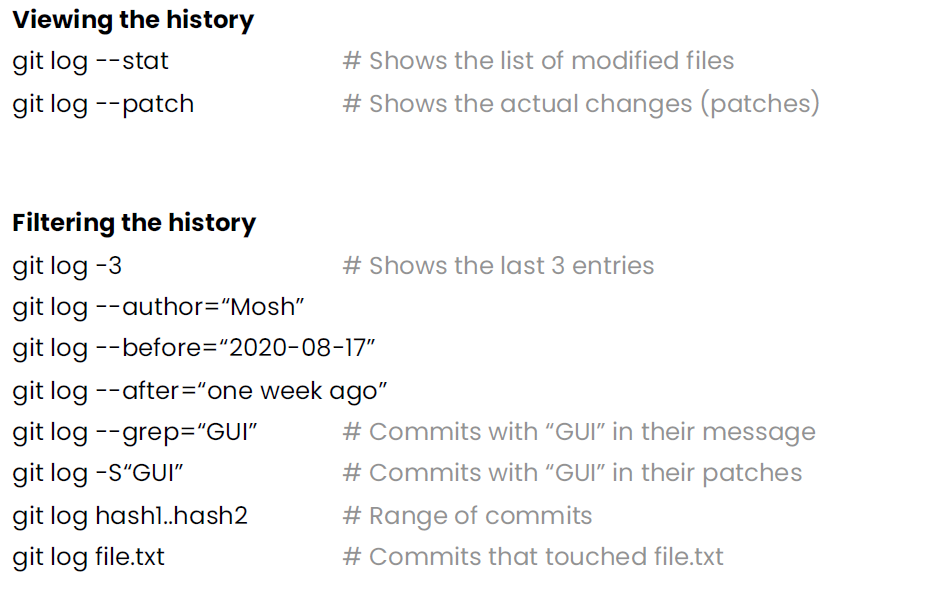 Viewing the history
git log --stat # Shows the list of modified files
git log --patch # Shows the actual changes (patches)
Filtering the history
git log -3 # Shows the last 3 entries
git log --author=“Mosh”
git log --before=“2020-08-17”
git log --after=“one week ago”
git log --grep=“GUI” # Commits with “GUI” in their message
git log -S“GUI” # Commits with “GUI” in their patches
git log hash1..hash2 # Range of commits
git log file.txt # Commits that touched file.txt